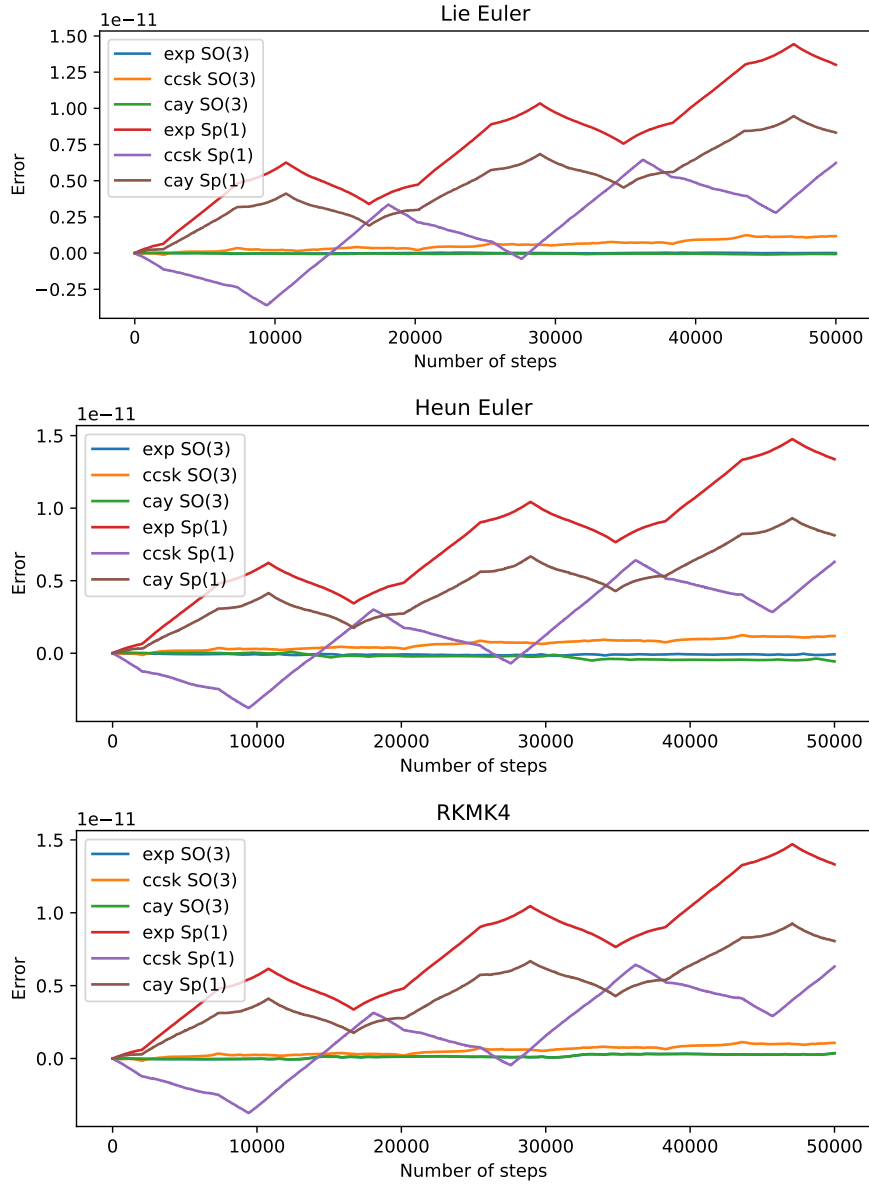 Lie Euler
1e−11
1.50
1.25
1.00
0.75
0.50
0.25
0.00
−0.25
Error
exp SO(3)
ccsk SO(3)
cay SO(3)
exp Sp(1)
ccsk Sp(1)
cay Sp(1)
0 10000 20000 30000 40000 50000
Number of steps
Heun Euler
1e−11
1.5
1.0
0.5
0.0
Error
exp SO(3)
ccsk SO(3)
cay SO(3)
exp Sp(1)
ccsk Sp(1)
cay Sp(1)
0 10000 20000 30000 40000 50000
Number of steps
RKMK4
1e−11
1.5
1.0
0.5
0.0
Error
exp SO(3)
ccsk SO(3)
cay SO(3)
exp Sp(1)
ccsk Sp(1)
cay Sp(1)
0 10000 20000 30000 40000 50000
Number of steps